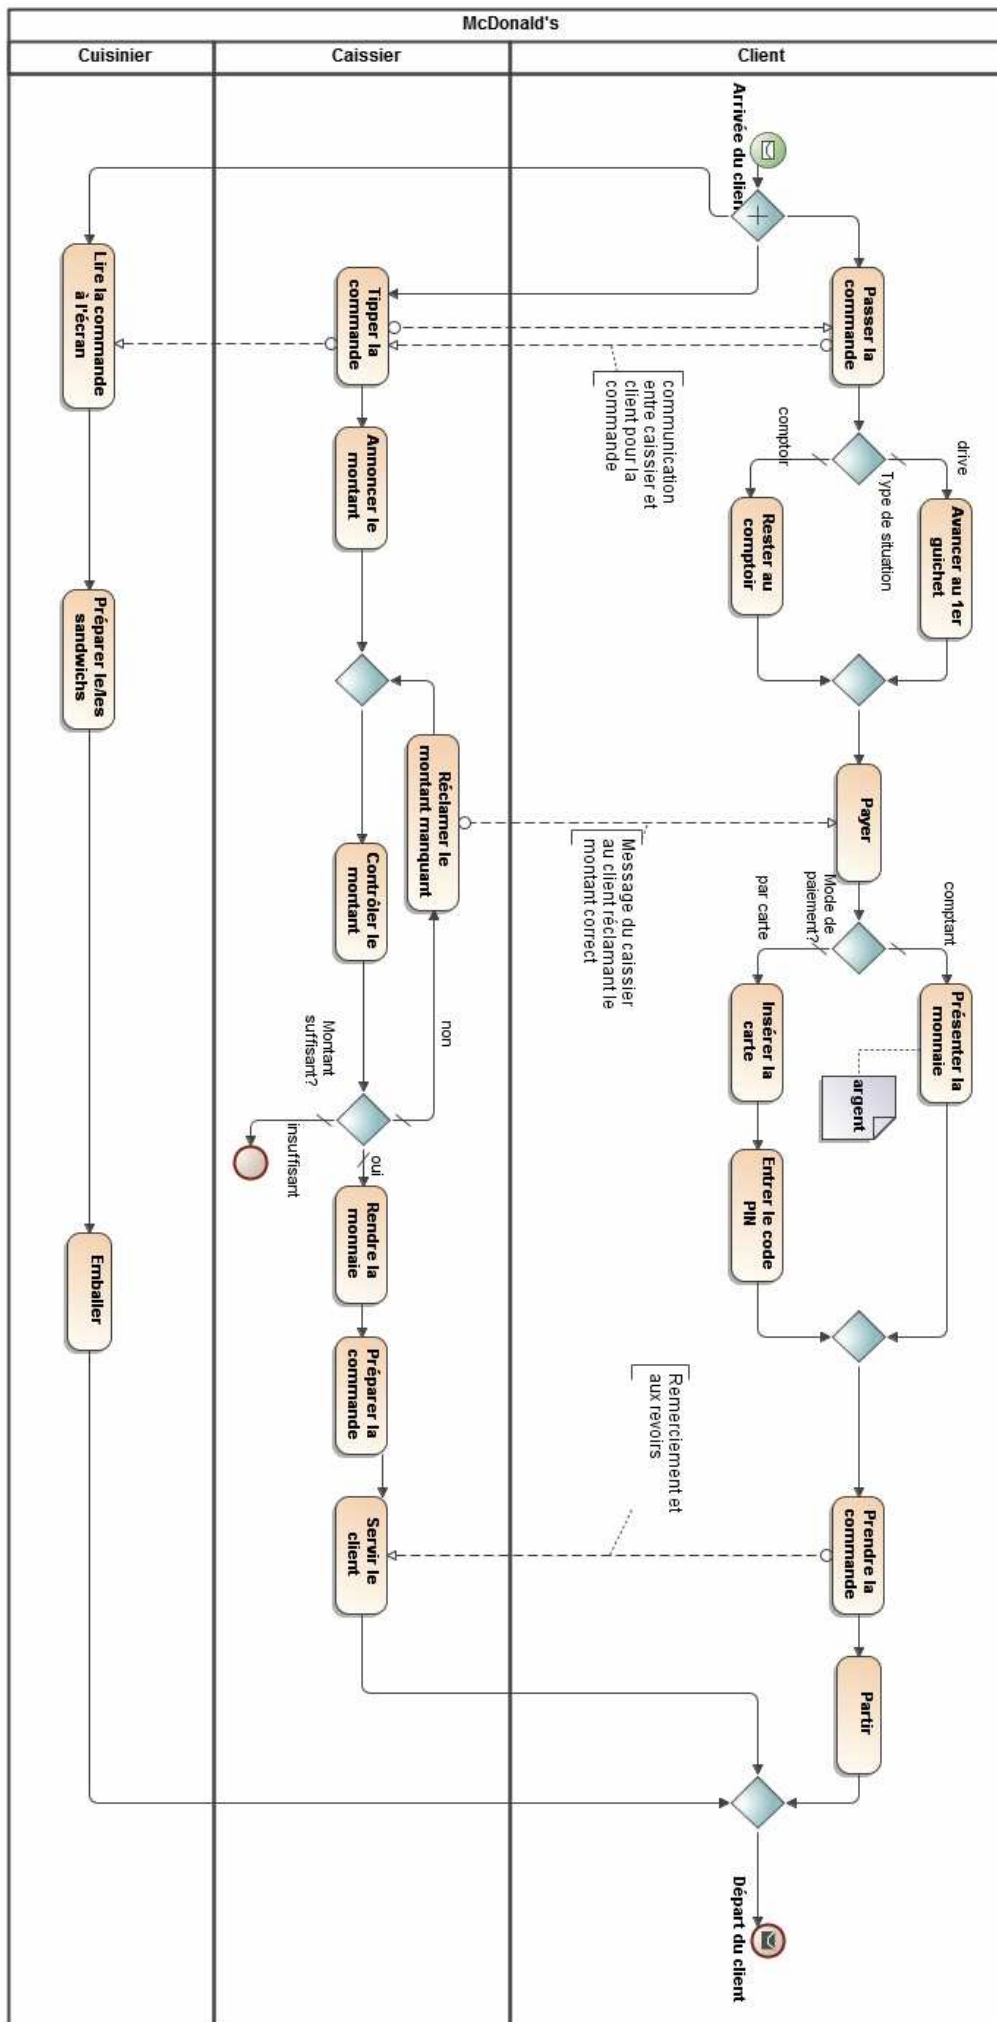 McDonald's
Cuisinier
Caissier
Client
Arrivée du clien
Passer la
commande
Tipper la
commande
Lire la commande
à l'écran
communication
entre caissier et
client pour la
commande
drive
comptoir
Type de situation
Avancer au 1er
guichet
Rester au
comptoir
Annoncer le
montant
Préparer le/les
sandwichs
Payer
Réclamer le
montant manquant
Message du caissier
au client réclamant le
montant correct
Contrôler le
montant
comptant
Mode de
paiement?
par carte
Présenter la
monnaie
argent
Insérer la
carte
Entrer le code
PIN
non
Montant
suffisant?
insuffisant
oui
Rendre la
monnaie
Emballer
Préparer la
commande
Remerciement et
aux revoirs
Prendre la
commande
Servir le
client
Partir
Départ du client